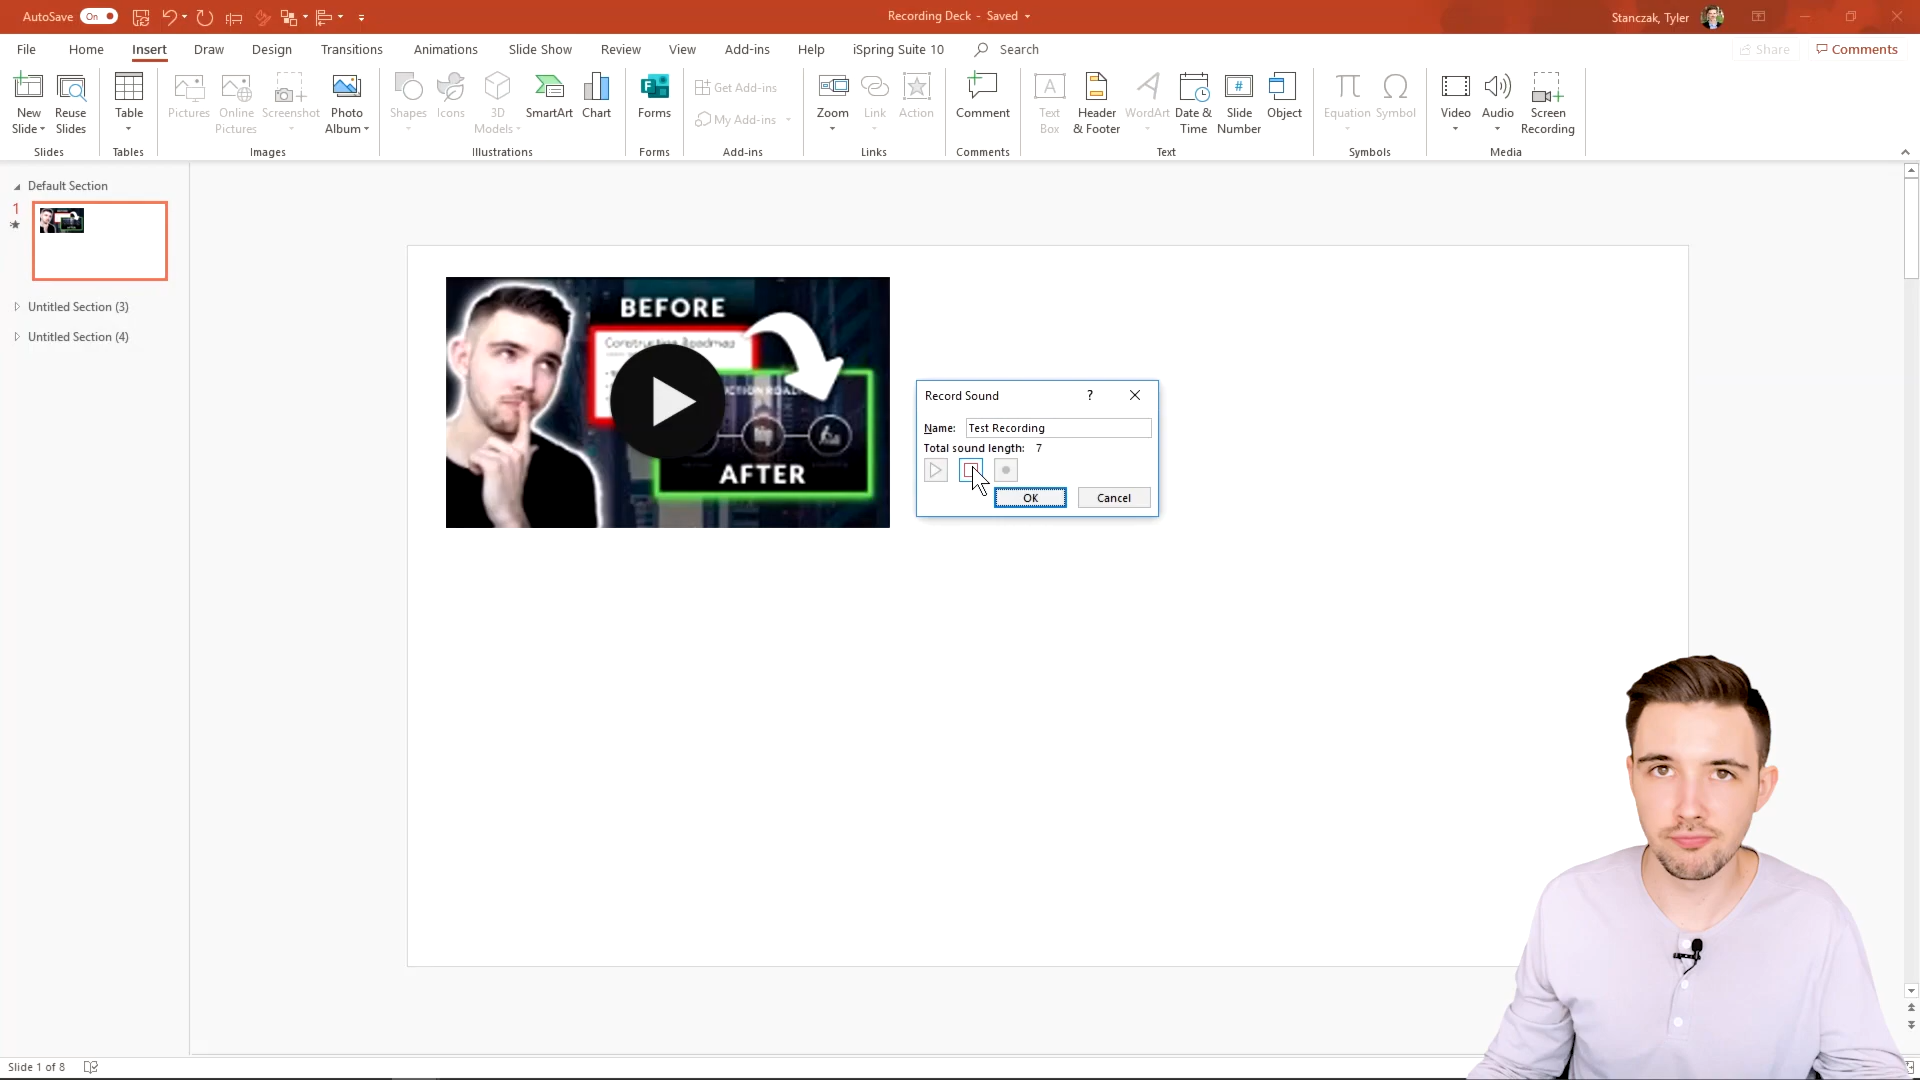 AutoSave On
Recording Deck - Saved
Stanczak, Tyler
File Home Insert Draw Design Transitions Animations Slide Show Review View Add-ins Help iSpring Suite 10 Search
Share Comments
New Slide
Reuse Slides
Slides
Table
Tables
Pictures
Online Pictures
Screenshot
Photo Album
Images
Shapes
Icons
3D Models
SmartArt
Chart
Illustrations
Forms
Forms
Get Add-ins
My Add-ins
Add-ins
Zoom
Link
Action
Links
Comment
Comments
Text Box
Header & Footer
WordArt
Date & Time
Slide Number
Object
Text
Equation
Symbol
Symbols
Video
Audio
Screen Recording
Media
Default Section
1
Untitled Section (3)
Untitled Section (4)
BEFORE
Construction Roadmap
AFTER
Record Sound ?
Name: Test Recording
Total sound length: 7
OK Cancel
Slide 1 of 8